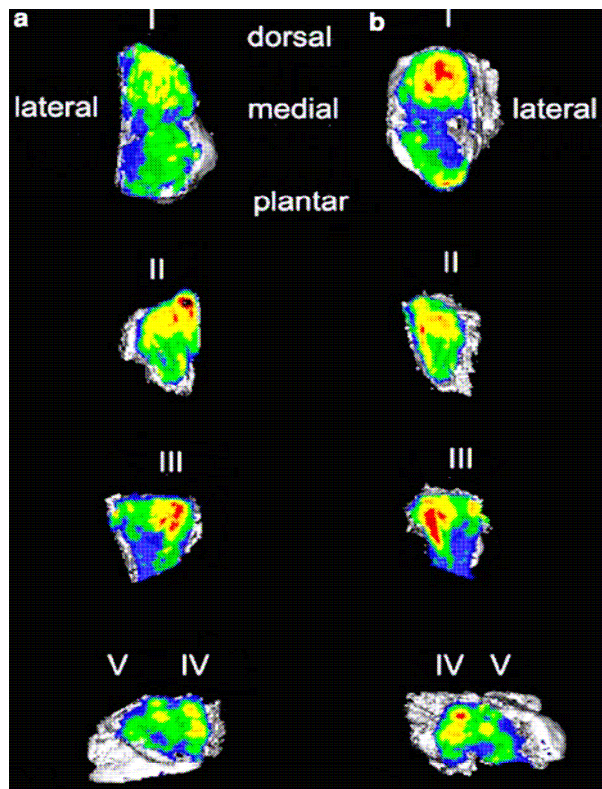 a I dorsal b I
lateral medial lateral
plantar
II II
III III
V IV IV V